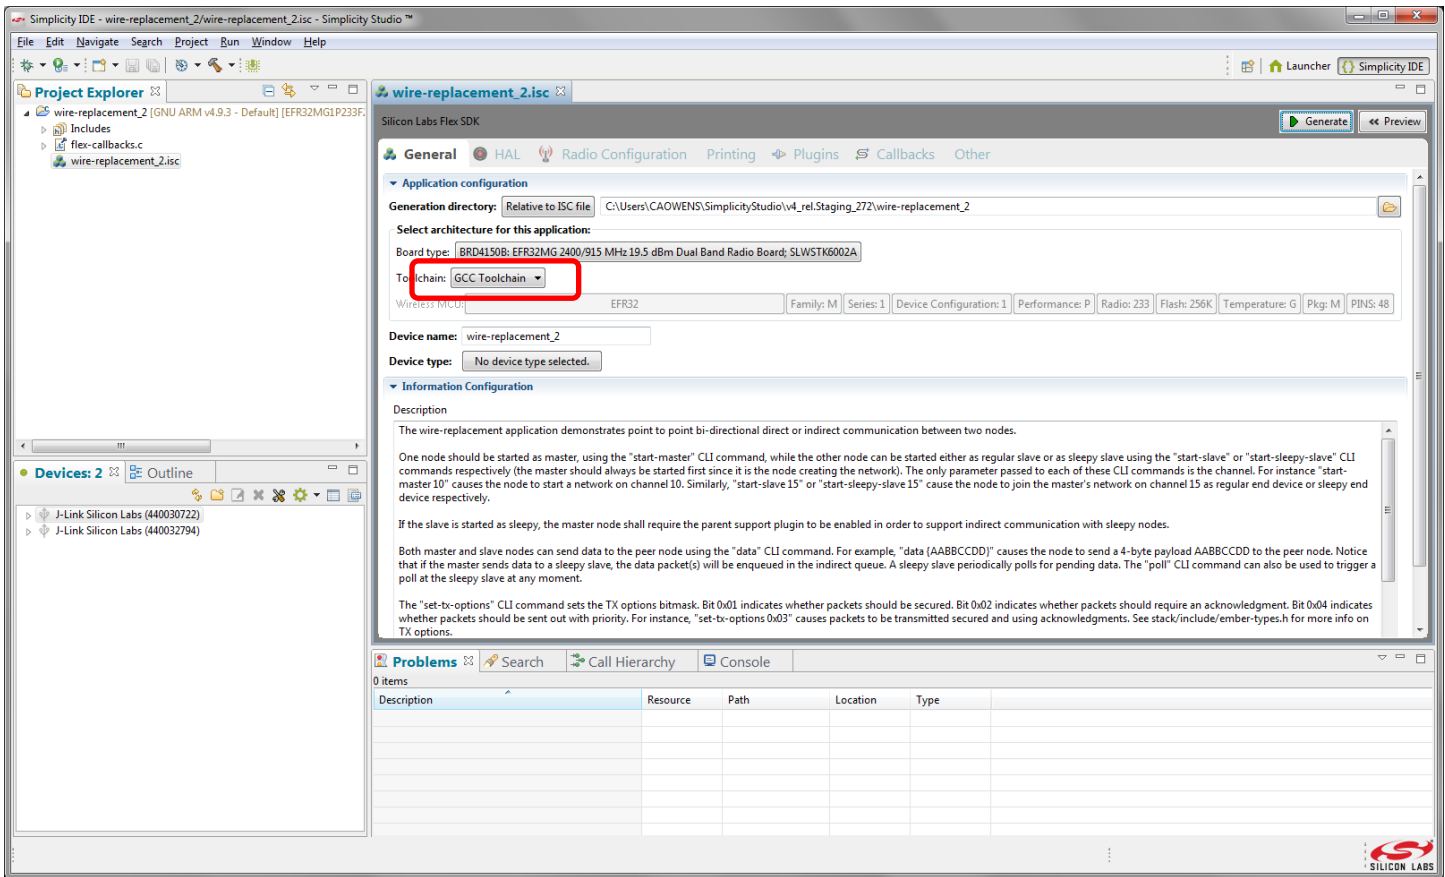 Simplicity IDE - wire-replacement_2/wire-replacement_2.isc - Simplicity Studio ™
File Edit Navigate Search Project Run Window Help
Launcher Simplicity IDE
Project Explorer
wire-replacement_2 [GNU ARM v4.9.3 - Default] [EFR32MG1P233F
Includes
flex-callbacks.c
wire-replacement_2.isc
wire-replacement_2.isc
Silicon Labs Flex SDK
Generate Preview
General HAL Radio Configuration Printing Plugins Callbacks Other
Application configuration
Generation directory: Relative to ISC file C:\Users\CAOWENS\SimplicityStudio\v4_rel.Staging_272\wire-replacement_2
Select architecture for this application:
Board type: BRD4150B: EFR32MG 2400/915 MHz 19.5 dBm Dual Band Radio Board; SLWSTK6002A
Toolchain: GCC Toolchain
Wireless MCU: EFR32 Family: M Series: 1 Device Configuration: 1 Performance: P Radio: 233 Flash: 256K Temperature: G Pkg: M PINS: 48
Device name: wire-replacement_2
Device type: No device type selected.
Information Configuration
Description
The wire-replacement application demonstrates point to point bi-directional direct or indirect communication between two nodes.
One node should be started as master, using the "start-master" CLI command, while the other node can be started either as regular slave or as sleepy slave using the "start-slave" or "start-sleepy-slave" CLI
commands respectively (the master should always be started first since it is the node creating the network). The only parameter passed to each of these CLI commands is the channel. For instance "start-
master 10" causes the node to start a network on channel 10. Similarly, "start-slave 15" or "start-sleepy-slave 15" cause the node to join the master's network on channel 15 as regular end device or sleepy end
device respectively.
If the slave is started as sleepy, the master node shall require the parent support plugin to be enabled in order to support indirect communication with sleepy nodes.
Both master and slave nodes can send data to the peer node using the "data" CLI command. For example, "data {AABBCCDD}" causes the node to send a 4-byte payload AABBCCDD to the peer node. Notice
that if the master sends data to a sleepy slave, the data packet(s) will be enqueued in the indirect queue. A sleepy slave periodically polls for pending data. The "poll" CLI command can also be used to trigger a
poll at the sleepy slave at any moment.
The "set-tx-options" CLI command sets the TX options bitmask. Bit 0x01 indicates whether packets should be secured. Bit 0x02 indicates whether packets should require an acknowledgment. Bit 0x04 indicates
whether packets should be sent out with priority. For instance, "set-tx-options 0x03" causes packets to be transmitted secured and using acknowledgments. See stack/include/ember-types.h for more info on
TX options.
Devices: 2 Outline
J-Link Silicon Labs (440030722)
J-Link Silicon Labs (440032794)
Problems Search Call Hierarchy Console
0 items
Description Resource Path Location Type
SILICON LABS